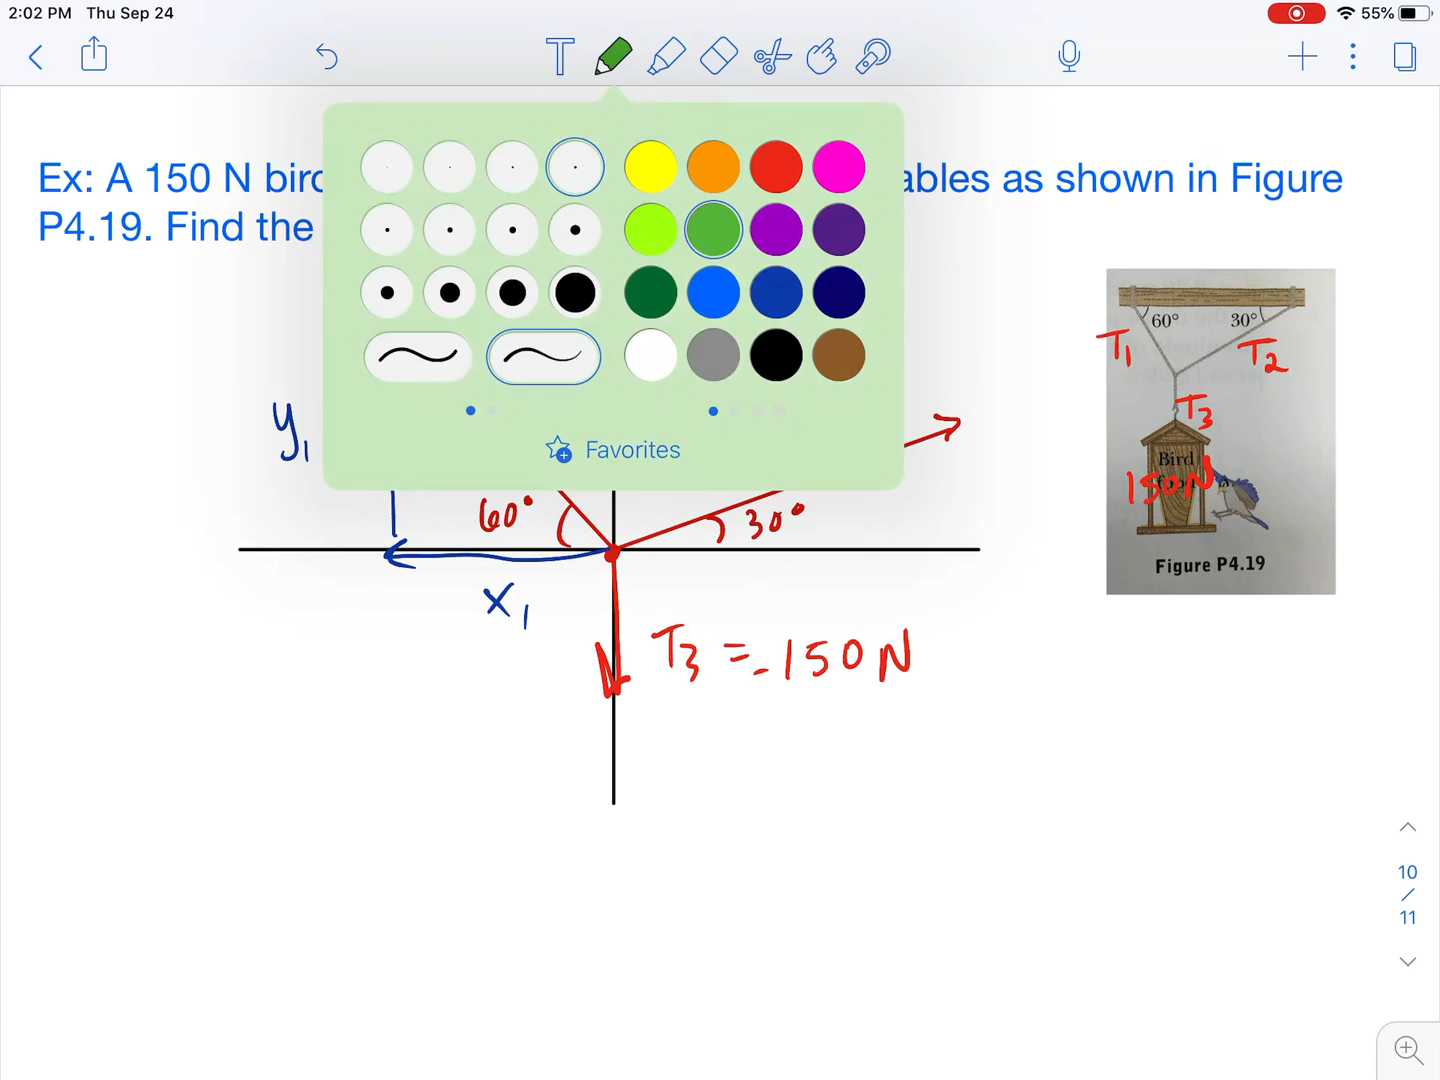 2:02 PM Thu Sep 24
55%
T
Ex: A 150 N bird
ables as shown in Figure
P4.19. Find the
Favorites
60° 30°
T1
T2
T3
Bird
150N
Figure P4.19
y1
60°
30°
x1
T3 = -150N
10
/
11